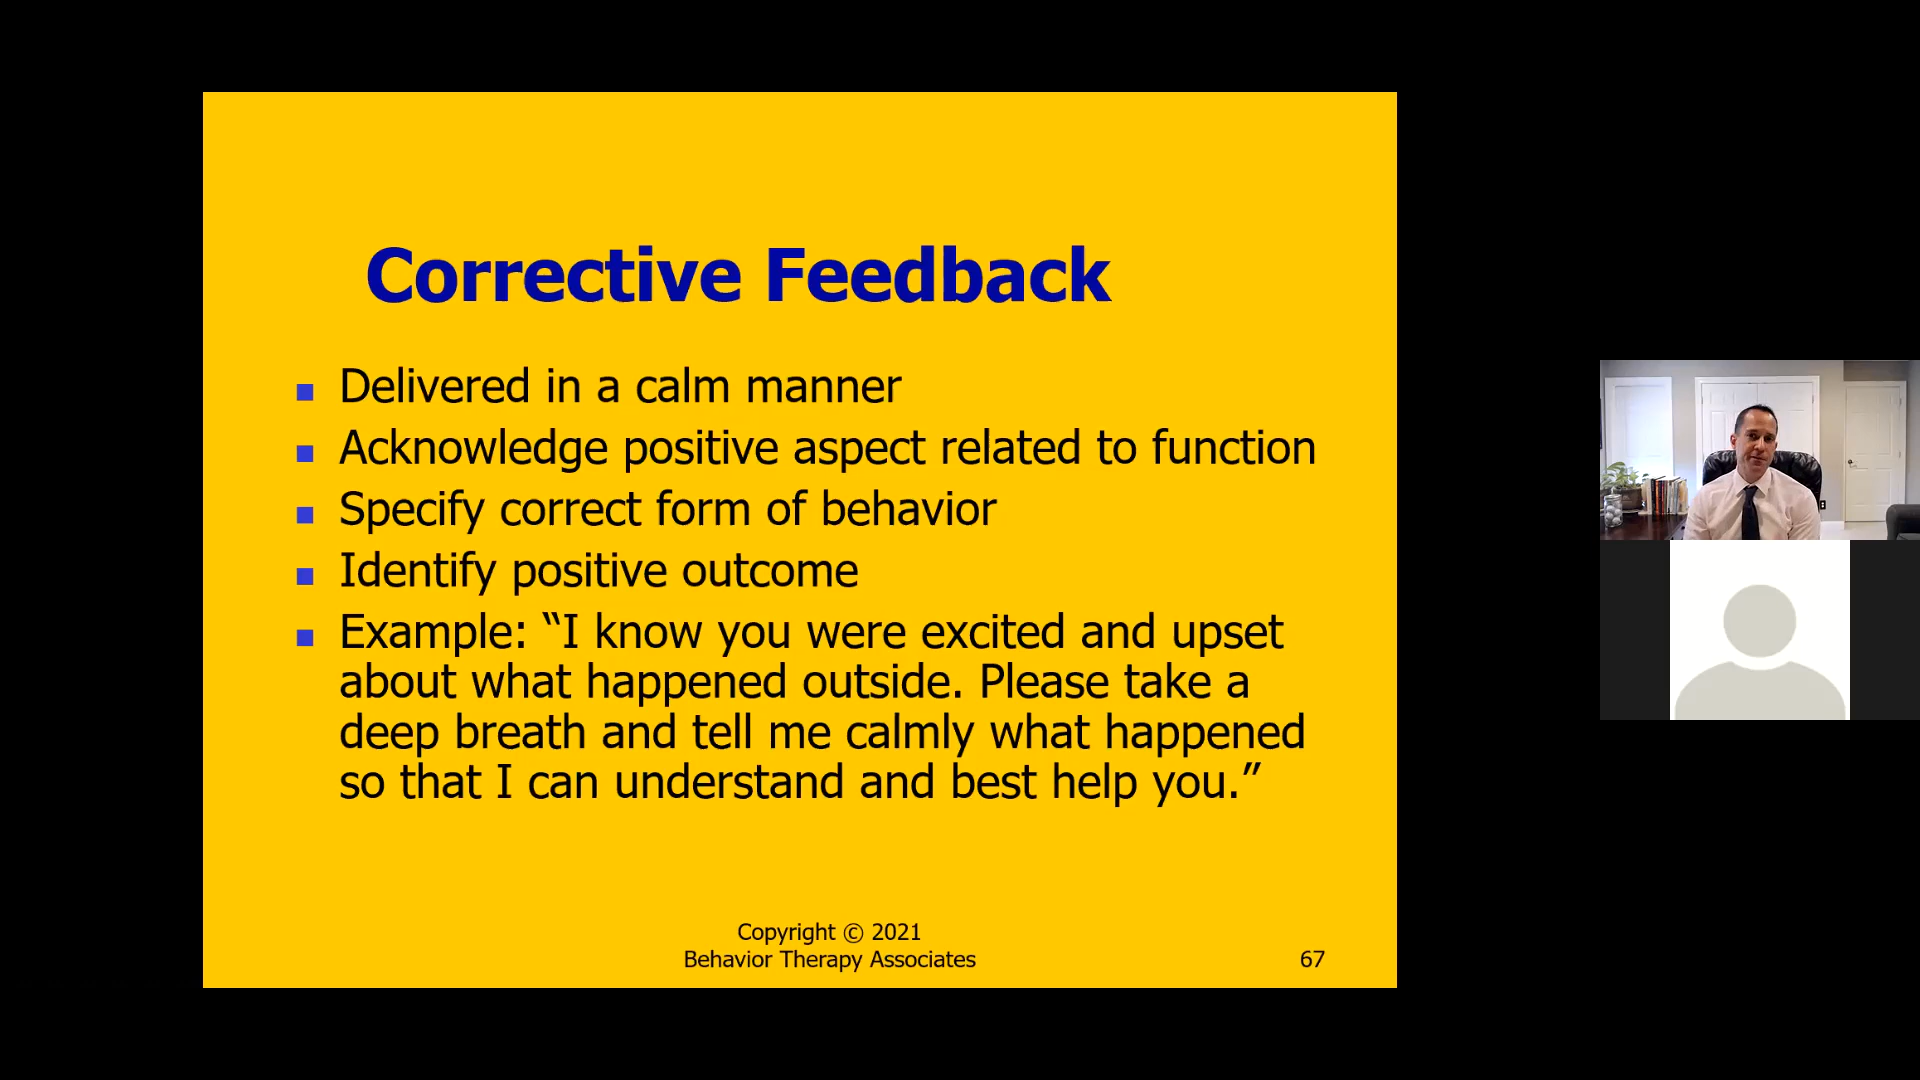 Corrective Feedback
Delivered in a calm manner
Acknowledge positive aspect related to function
Specify correct form of behavior
Identify positive outcome
Example: “I know you were excited and upset
about what happened outside. Please take a
deep breath and tell me calmly what happened
so that I can understand and best help you.”
Copyright © 2021
Behavior Therapy Associates
67